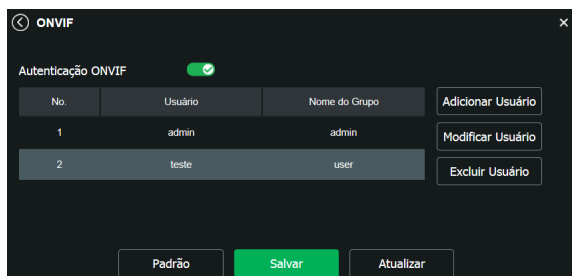 ONVIF
Autenticação ONVIF
No. Usuário Nome do Grupo
1 admin admin
2 teste user
Adicionar Usuário
Modificar Usuário
Excluir Usuário
Padrão Salvar Atualizar